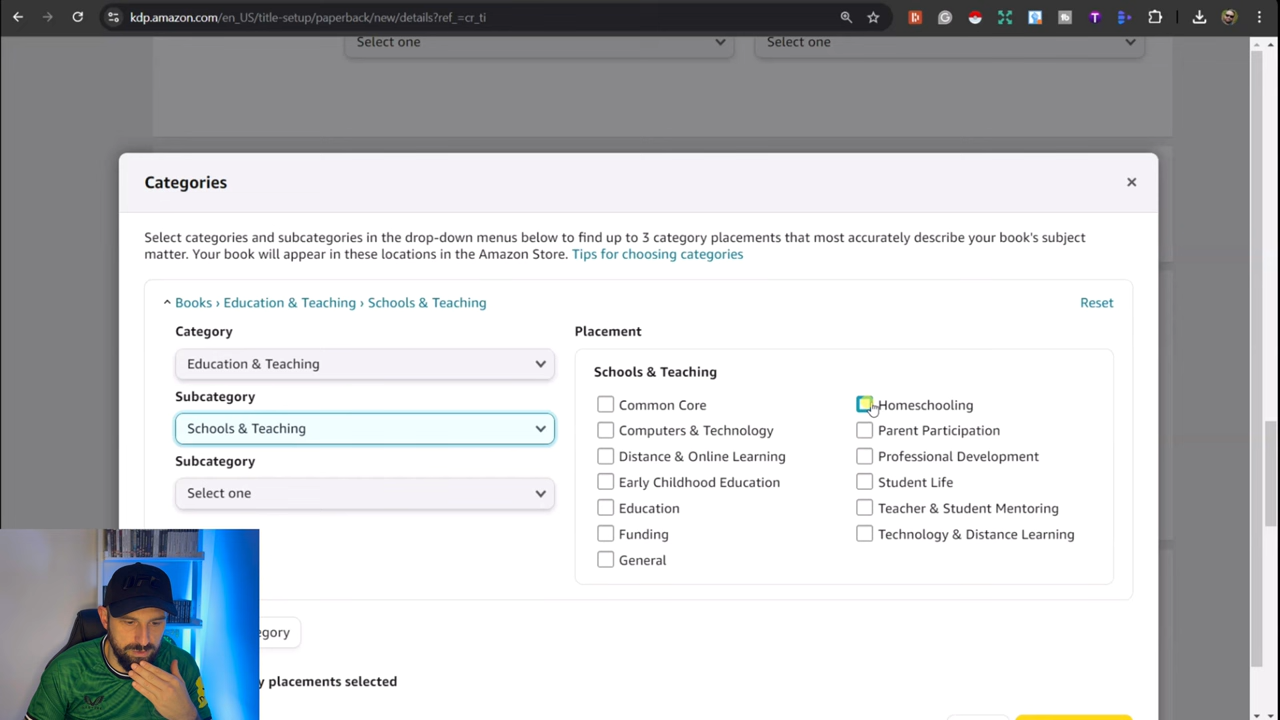 kdp.amazon.com/en_US/title-setup/paperback/new/details?ref_=cr_ti
Select one
Select one
Categories
Select categories and subcategories in the drop-down menus below to find up to 3 category placements that most accurately describe your book's subject
matter. Your book will appear in these locations in the Amazon Store. Tips for choosing categories
Books › Education & Teaching › Schools & Teaching
Reset
Category
Education & Teaching
Subcategory
Schools & Teaching
Subcategory
Select one
Placement
Schools & Teaching
Common Core
Computers & Technology
Distance & Online Learning
Early Childhood Education
Education
Funding
General
Homeschooling
Parent Participation
Professional Development
Student Life
Teacher & Student Mentoring
Technology & Distance Learning
egory
y placements selected